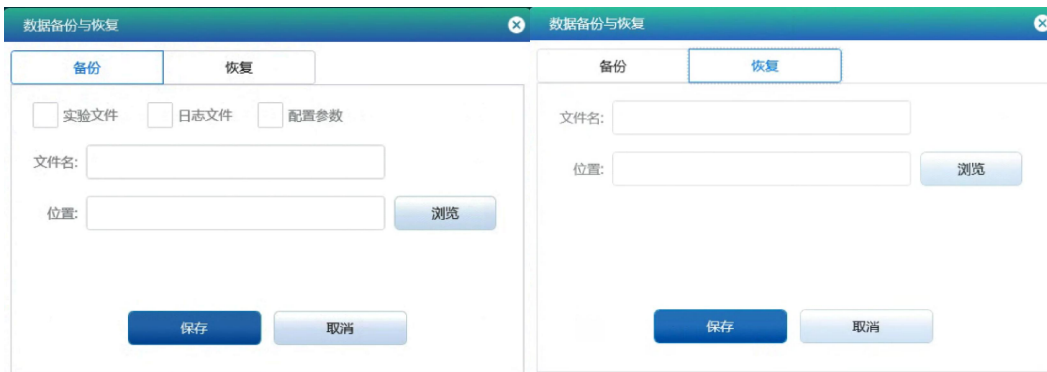 数据备份与恢复
备份 恢复
实验文件 日志文件 配置参数
文件名:
位置: 浏览
保存 取消
数据备份与恢复
备份 恢复
文件名:
位置: 浏览
保存 取消